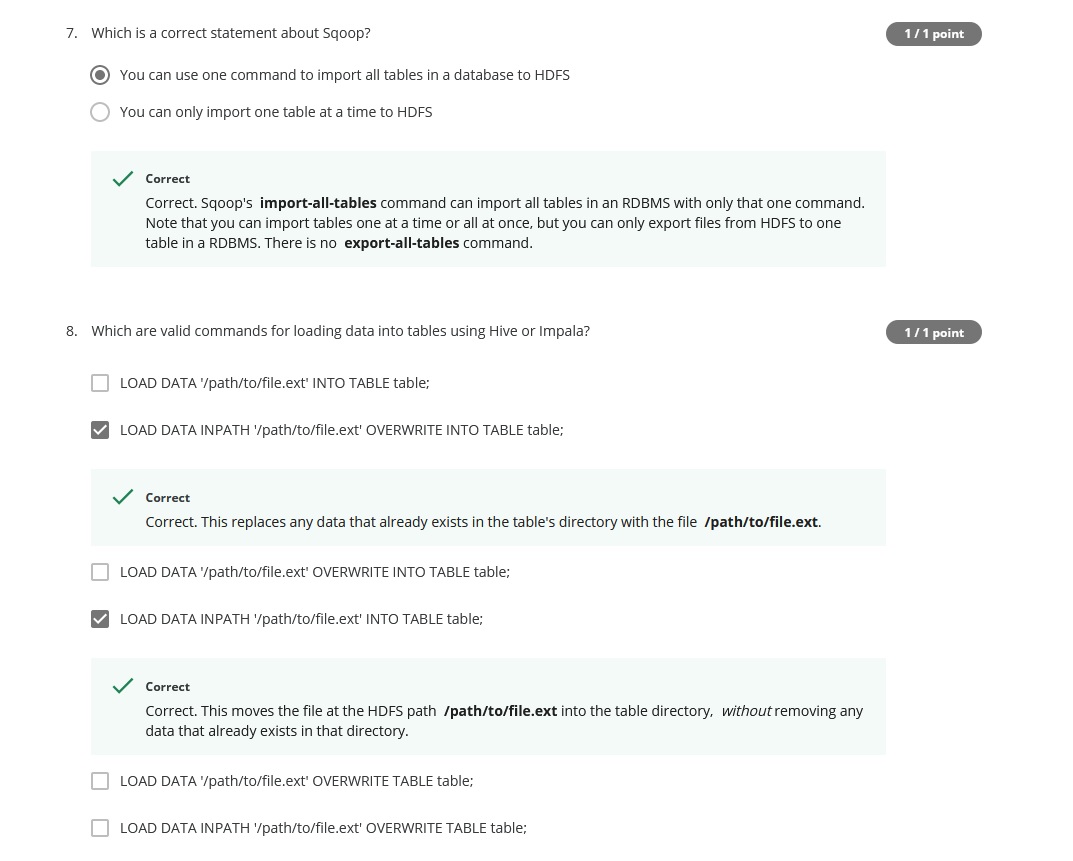 7. Which is a correct statement about Sqoop?
1 / 1 point
You can use one command to import all tables in a database to HDFS
You can only import one table at a time to HDFS
Correct
Correct. Sqoop's import-all-tables command can import all tables in an RDBMS with only that one command.
Note that you can import tables one at a time or all at once, but you can only export files from HDFS to one
table in a RDBMS. There is no export-all-tables command.
8. Which are valid commands for loading data into tables using Hive or Impala?
1 / 1 point
LOAD DATA '/path/to/file.ext' INTO TABLE table;
LOAD DATA INPATH '/path/to/file.ext' OVERWRITE INTO TABLE table;
Correct
Correct. This replaces any data that already exists in the table's directory with the file /path/to/file.ext.
LOAD DATA '/path/to/file.ext' OVERWRITE INTO TABLE table;
LOAD DATA INPATH '/path/to/file.ext' INTO TABLE table;
Correct
Correct. This moves the file at the HDFS path /path/to/file.ext into the table directory, without removing any
data that already exists in that directory.
LOAD DATA '/path/to/file.ext' OVERWRITE TABLE table;
LOAD DATA INPATH '/path/to/file.ext' OVERWRITE TABLE table;